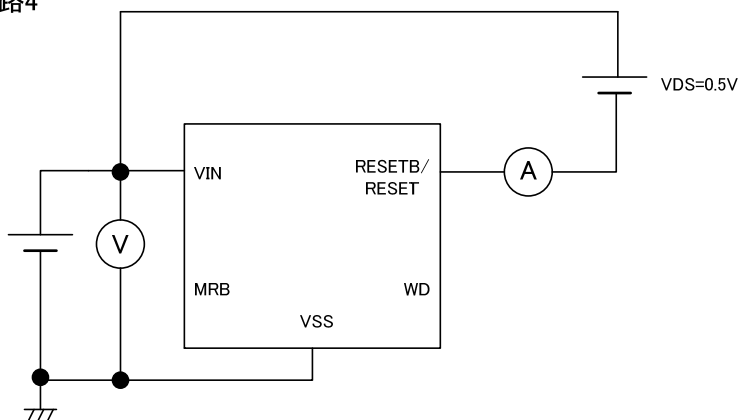 路4
VDS=0.5V
VIN
RESETB/
RESET
A
V
MRB
WD
VSS